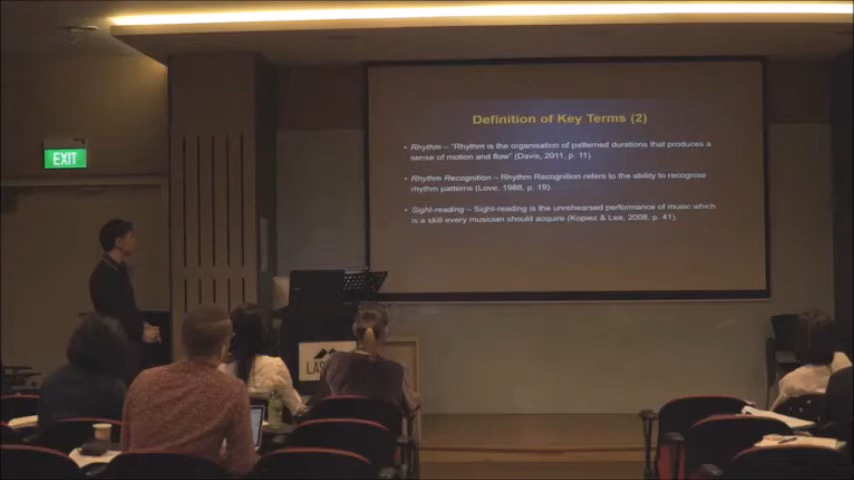 Definition of Key Terms (2)
EXIT
• Rhythm – "Rhythm is the organisation of patterned durations that produces a
sense of motion and flow" (Davis, 2011, p. 11).
• Rhythm Recognition – Rhythm Recognition refers to the ability to recognise
rhythm patterns (Love, 1988, p. 19).
• Sight-reading – Sight-reading is the unrehearsed performance of music which
is a skill every musician should acquire (Kopiez & Lee, 2008, p. 41).